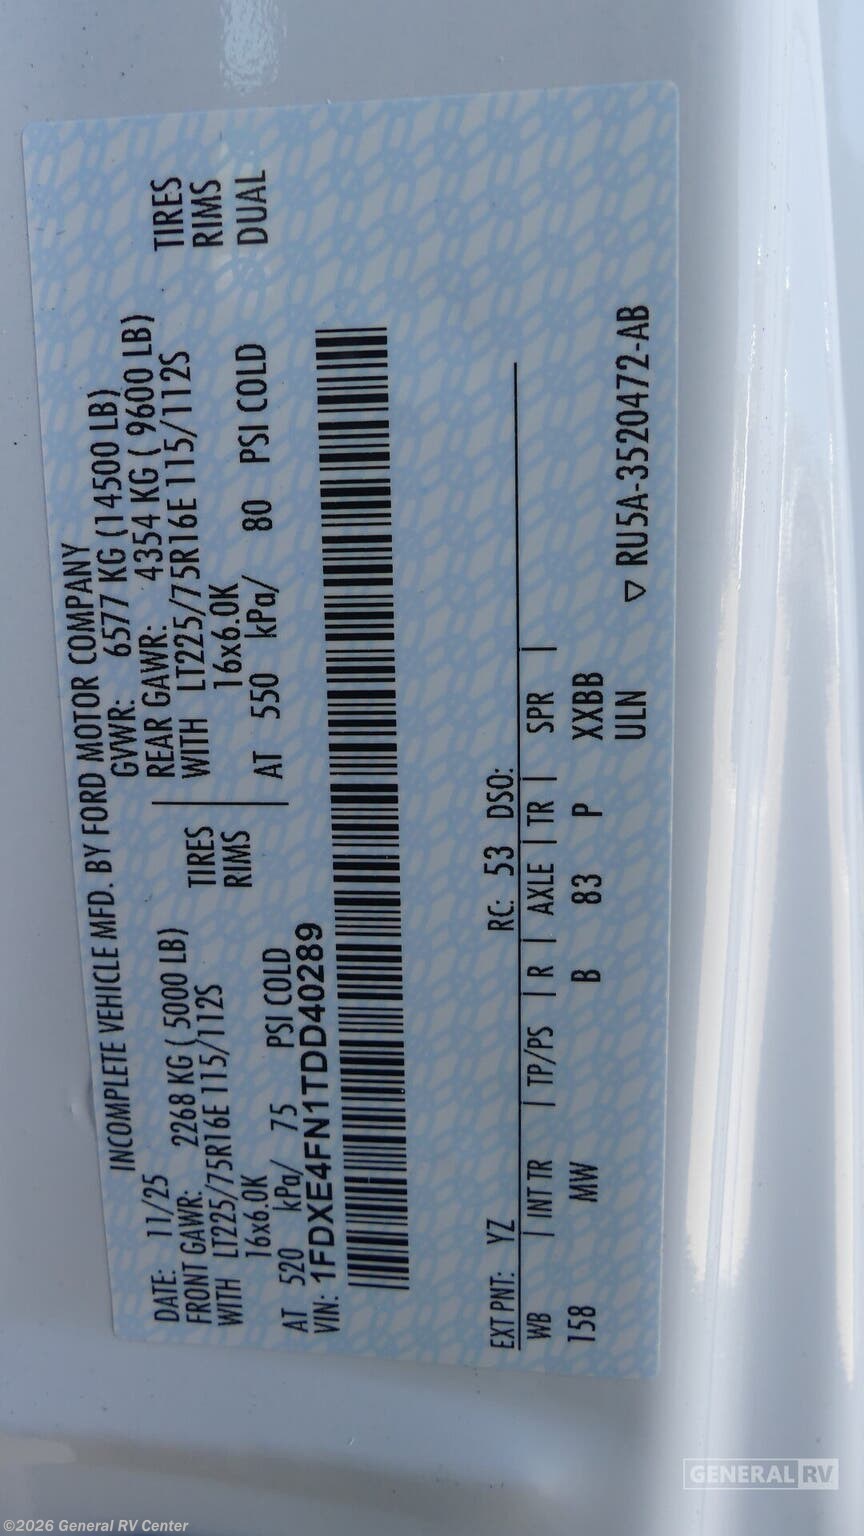 INCOMPLETE VEHICLE MFD. BY FORD MOTOR COMPANY
DATE: 11/25 GVWR: 6577 KG (14500 LB)
FRONT GAWR: 2268 KG ( 5000 LB) REAR GAWR: 4354 KG ( 9600 LB)
WITH LT225/75R16E 115/112S TIRES WITH LT225/75R16E 115/112S TIRES
16x6.0K RIMS 16x6.0K RIMS
AT 520 kPa/ 75 PSI COLD AT 550 kPa/ 80 PSI COLD DUAL
VIN: 1FDXE4FN1TDD40289
EXT PNT: YZ RC: 53 DSO:
WB | INT TR | TP/PS | R | AXLE | TR | SPR |
158 MW B 83 P XXBB
ULN ▽ RU5A-3520472-AB
GENERAL RV
©2026 General RV Center